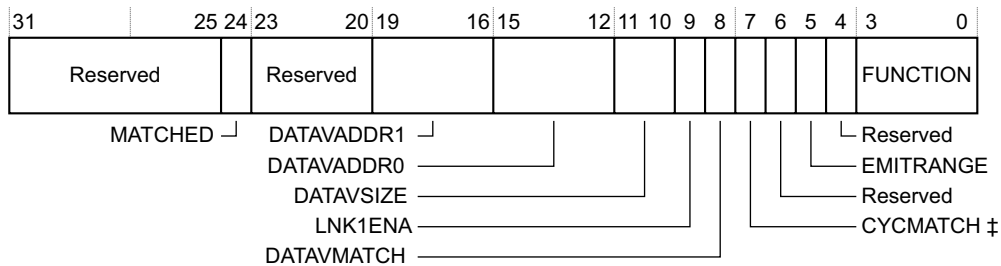 31 25 24 23 20 19 16 15 12 11 10 9 8 7 6 5 4 3 0
Reserved Reserved FUNCTION
MATCHED DATAVADDR1 Reserved
DATAVADDR0 EMITRANGE
DATAVSIZE Reserved
LNK1ENA CYCMATCH ‡
DATAVMATCH